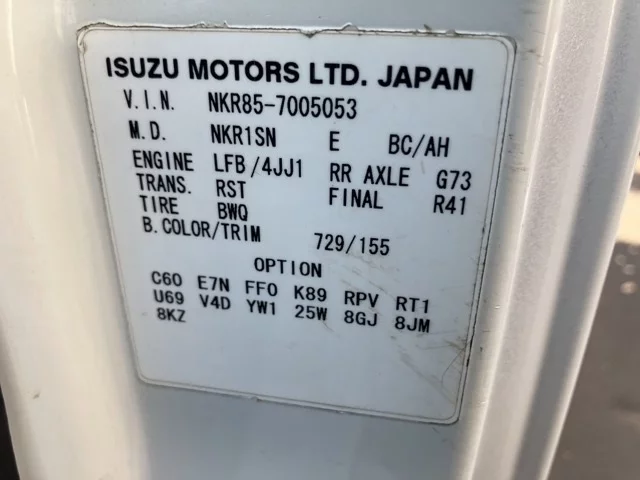 ISUZU MOTORS LTD. JAPAN
V.I.N. NKR85-7005053
M.D. NKR1SN E BC/AH
ENGINE LFB/4JJ1 RR AXLE G73
TRANS. RST FINAL R41
TIRE BWQ
B.COLOR/TRIM 729/155
OPTION
C60 E7N FF0 K89 RPV RT1
U69 V4D YW1 25W 8GJ 8JM
8KZ